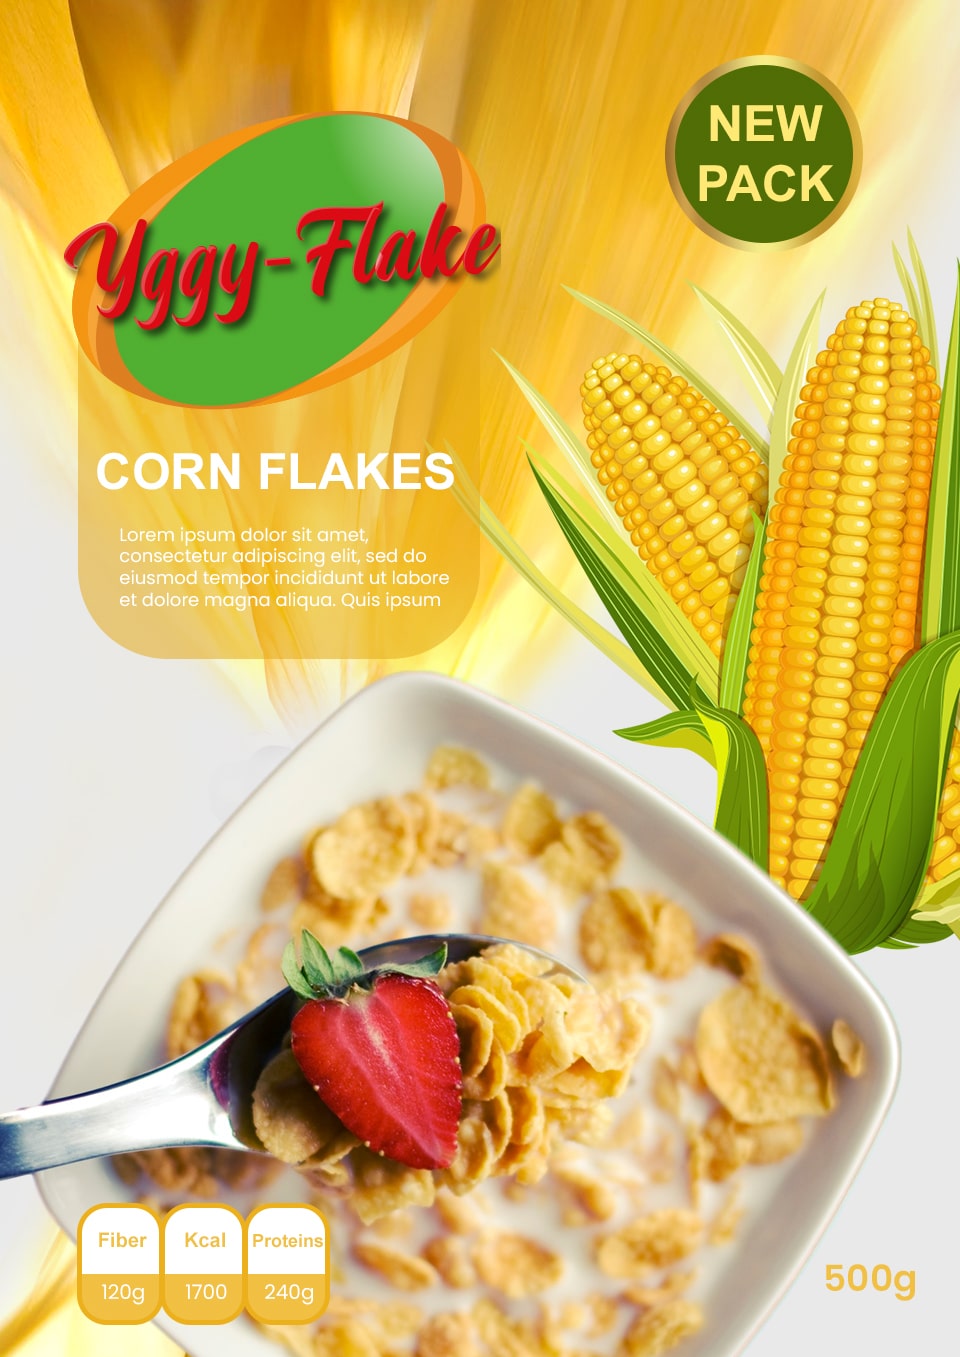 NEW
PACK
Yggy-Flake
CORN FLAKES
Lorem ipsum dolor sit amet,
consectetur adipiscing elit, sed do
eiusmod tempor incididunt ut labore
et dolore magna aliqua. Quis ipsum
Fiber
Kcal
Proteins
120g
1700
240g
500g